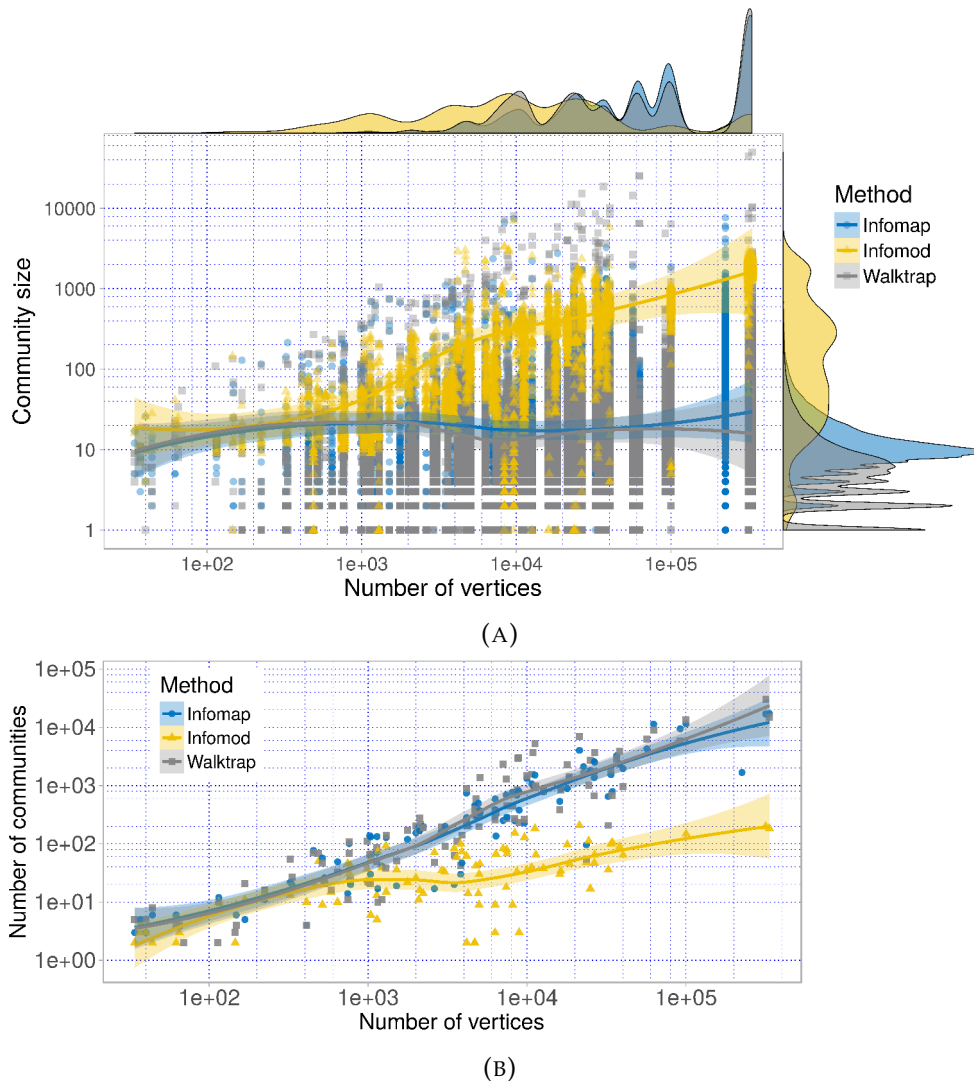 Community size
10000
1000
100
10
1
1e+02
1e+03
1e+04
1e+05
Number of vertices
Method
Infomap
Infomod
Walktrap
(A)
Number of communities
1e+05
1e+04
1e+03
1e+02
1e+01
1e+00
Method
Infomap
Infomod
Walktrap
1e+02
1e+03
1e+04
1e+05
Number of vertices
(B)